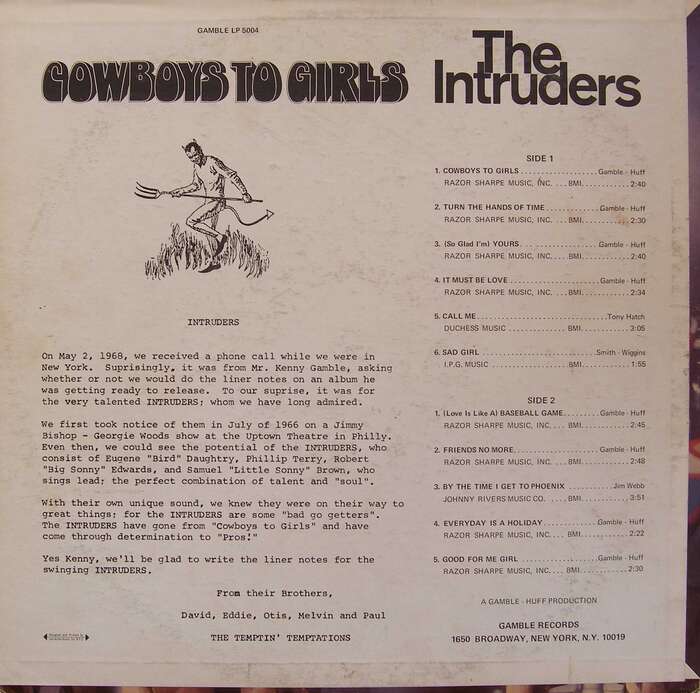 GAMBLE LP 5004
COWBOYS TO GIRLS
The
Intruders
INTRUDERS
On May 2, 1968, we received a phone call while we were in
New York. Suprisingly, it was from Mr. Kenny Gamble, asking
whether or not we would do the liner notes on an album he
was getting ready to release. To our suprise, it was for
the very talented INTRUDERS; whom we have long admired.
We first took notice of them in July of 1966 on a Jimmy
Bishop - Georgie Woods show at the Uptown Theatre in Philly.
Even then, we could see the potential of the INTRUDERS, who
consist of Eugene "Bird" Daughtry, Phillip Terry, Robert
"Big Sonny" Edwards, and Samuel "Little Sonny" Brown, who
sings lead; the perfect combination of talent and "soul".
With their own unique sound, we knew they were on their way to
great things; for the INTRUDERS are some "bad go getters".
The INTRUDERS have gone from "Cowboys to Girls" and have
come through determination to "Pros!"
Yes Kenny, we'll be glad to write the liner notes for the
swinging INTRUDERS.
From their Brothers,
David, Eddie, Otis, Melvin and Paul
THE TEMPTIN' TEMPTATIONS
SIDE 1
1. COWBOYS TO GIRLS...................Gamble - Huff
RAZOR SHARPE MUSIC, INC. ...BMI...........2:40
2. TURN THE HANDS OF TIME.............Gamble - Huff
RAZOR SHARPE MUSIC, INC. ...BMI...........2:30
3. (So Glad I'm) YOURS...................Gamble - Huff
RAZOR SHARPE MUSIC, INC. ...BMI...........2:40
4. IT MUST BE LOVE......................Gamble - Huff
RAZOR SHARPE MUSIC, INC. ...BMI...........2:34
5. CALL ME................................Tony Hatch
DUCHESS MUSIC ..............BMI...........3:05
6. SAD GIRL............................Smith - Wiggins
I.P.G. MUSIC ..................BMI...........1:55
SIDE 2
1. (Love Is Like A) BASEBALL GAME........Gamble - Huff
RAZOR SHARPE MUSIC, INC. ...BMI...........2:45
2. FRIENDS NO MORE.....................Gamble - Huff
RAZOR SHARPE MUSIC, INC. ...BMI...........2:48
3. BY THE TIME I GET TO PHOENIX ............Jim Webb
JOHNNY RIVERS MUSIC CO. .....BMI...........3:51
4. EVERYDAY IS A HOLIDAY...............Gamble - Huff
RAZOR SHARPE MUSIC, INC. ...BMI...........2:22
5. GOOD FOR ME GIRL ...................Gamble - Huff
RAZOR SHARPE MUSIC, INC. ...BMI...........2:30
A GAMBLE - HUFF PRODUCTION
GAMBLE RECORDS
1650 BROADWAY, NEW YORK, N.Y. 10019